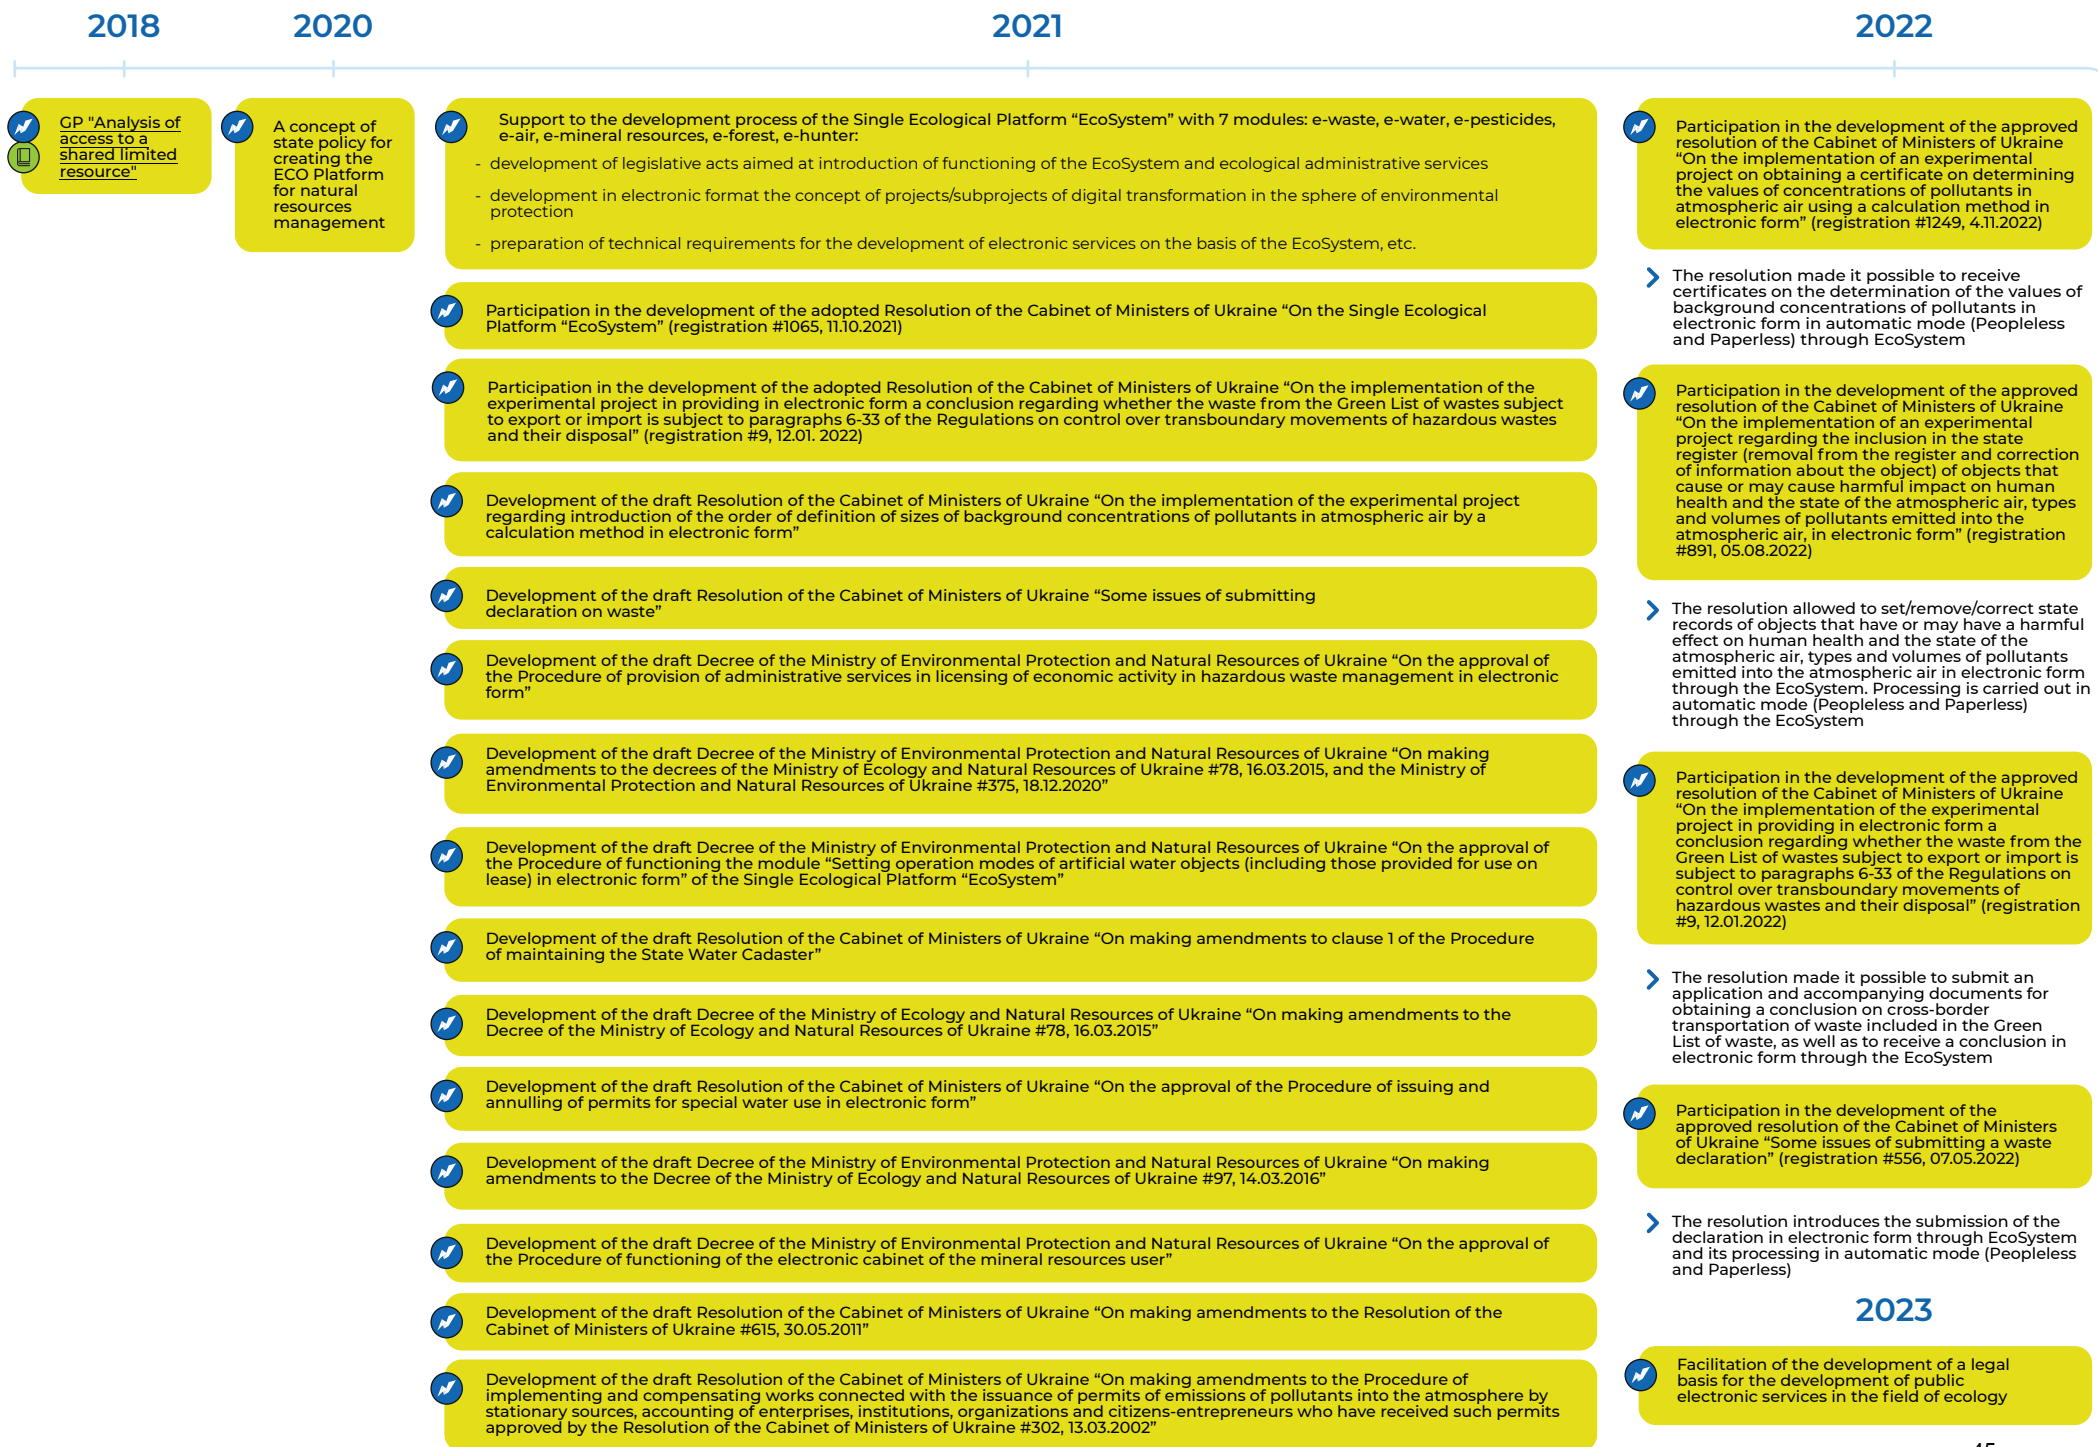 2018
GP "Analysis of
access to a
shared limited
resource"
2020
A concept of
state policy for
creating the
ECO Platform
for natural
resources
management
2021
Support to the development process of the Single Ecological Platform “EcoSystem” with 7 modules: e-waste, e-water, e-pesticides,
e-air, e-mineral resources, e-forest, e-hunter:
- development of legislative acts aimed at introduction of functioning of the EcoSystem and ecological administrative services
- development in electronic format the concept of projects/subprojects of digital transformation in the sphere of environmental
protection
- preparation of technical requirements for the development of electronic services on the basis of the EcoSystem, etc.
Participation in the development of the adopted Resolution of the Cabinet of Ministers of Ukraine “On the Single Ecological
Platform “EcoSystem” (registration #1065, 11.10.2021)
Participation in the development of the adopted Resolution of the Cabinet of Ministers of Ukraine “On the implementation of the
experimental project in providing in electronic form a conclusion regarding whether the waste from the Green List of wastes subject
to export or import is subject to paragraphs 6-33 of the Regulations on control over transboundary movements of hazardous wastes
and their disposal” (registration #9, 12.01. 2022)
Development of the draft Resolution of the Cabinet of Ministers of Ukraine “On the implementation of the experimental project
regarding introduction of the order of definition of sizes of background concentrations of pollutants in atmospheric air by a
calculation method in electronic form”
Development of the draft Resolution of the Cabinet of Ministers of Ukraine “Some issues of submitting
declaration on waste”
Development of the draft Decree of the Ministry of Environmental Protection and Natural Resources of Ukraine “On the approval of
the Procedure of provision of administrative services in licensing of economic activity in hazardous waste management in electronic
form”
Development of the draft Decree of the Ministry of Environmental Protection and Natural Resources of Ukraine “On making
amendments to the decrees of the Ministry of Ecology and Natural Resources of Ukraine #78, 16.03.2015, and the Ministry of
Environmental Protection and Natural Resources of Ukraine #375, 18.12.2020”
Development of the draft Decree of the Ministry of Environmental Protection and Natural Resources of Ukraine “On the approval of
the Procedure of functioning the module “Setting operation modes of artificial water objects (including those provided for use on
lease) in electronic form” of the Single Ecological Platform “EcoSystem”
Development of the draft Resolution of the Cabinet of Ministers of Ukraine “On making amendments to clause 1 of the Procedure
of maintaining the State Water Cadaster”
Development of the draft Decree of the Ministry of Ecology and Natural Resources of Ukraine “On making amendments to the
Decree of the Ministry of Ecology and Natural Resources of Ukraine #78, 16.03.2015”
Development of the draft Resolution of the Cabinet of Ministers of Ukraine “On the approval of the Procedure of issuing and
annulling of permits for special water use in electronic form”
Development of the draft Decree of the Ministry of Environmental Protection and Natural Resources of Ukraine “On making
amendments to the Decree of the Ministry of Ecology and Natural Resources of Ukraine #97, 14.03.2016”
Development of the draft Decree of the Ministry of Environmental Protection and Natural Resources of Ukraine “On the approval of
the Procedure of functioning of the electronic cabinet of the mineral resources user”
Development of the draft Resolution of the Cabinet of Ministers of Ukraine “On making amendments to the Resolution of the
Cabinet of Ministers of Ukraine #615, 30.05.2011”
Development of the draft Resolution of the Cabinet of Ministers of Ukraine “On making amendments to the Procedure of
implementing and compensating works connected with the issuance of permits of emissions of pollutants into the atmosphere by
stationary sources, accounting of enterprises, institutions, organizations and citizens-entrepreneurs who have received such permits
approved by the Resolution of the Cabinet of Ministers of Ukraine #302, 13.03.2002”
2022
Participation in the development of the approved
resolution of the Cabinet of Ministers of Ukraine
“On the implementation of an experimental
project on obtaining a certificate on determining
the values of concentrations of pollutants in
atmospheric air using a calculation method in
electronic form” (registration #1249, 4.11.2022)
The resolution made it possible to receive
certificates on the determination of the values of
background concentrations of pollutants in
electronic form in automatic mode (Peopleless
and Paperless) through EcoSystem
Participation in the development of the approved
resolution of the Cabinet of Ministers of Ukraine
“On the implementation of an experimental
project regarding the inclusion in the state
register (removal from the register and correction
of information about the object) of objects that
cause or may cause harmful impact on human
health and the state of the atmospheric air, types
and volumes of pollutants emitted into the
atmospheric air, in electronic form” (registration
#891, 05.08.2022)
The resolution allowed to set/remove/correct state
records of objects that have or may have a harmful
effect on human health and the state of the
atmospheric air, types and volumes of pollutants
emitted into the atmospheric air in electronic form
through the EcoSystem. Processing is carried out in
automatic mode (Peopleless and Paperless)
through the EcoSystem
Participation in the development of the approved
resolution of the Cabinet of Ministers of Ukraine
“On the implementation of the experimental
project in providing in electronic form a
conclusion regarding whether the waste from the
Green List of wastes subject to export or import is
subject to paragraphs 6-33 of the Regulations on
control over transboundary movements of
hazardous wastes and their disposal” (registration
#9, 12.01.2022)
The resolution made it possible to submit an
application and accompanying documents for
obtaining a conclusion on cross-border
transportation of waste included in the Green
List of waste, as well as to receive a conclusion in
electronic form through the EcoSystem
Participation in the development of the
approved resolution of the Cabinet of Ministers
of Ukraine “Some issues of submitting a waste
declaration” (registration #556, 07.05.2022)
The resolution introduces the submission of the
declaration in electronic form through EcoSystem
and its processing in automatic mode (Peopleless
and Paperless)
2023
Facilitation of the development of a legal
basis for the development of public
electronic services in the field of ecology